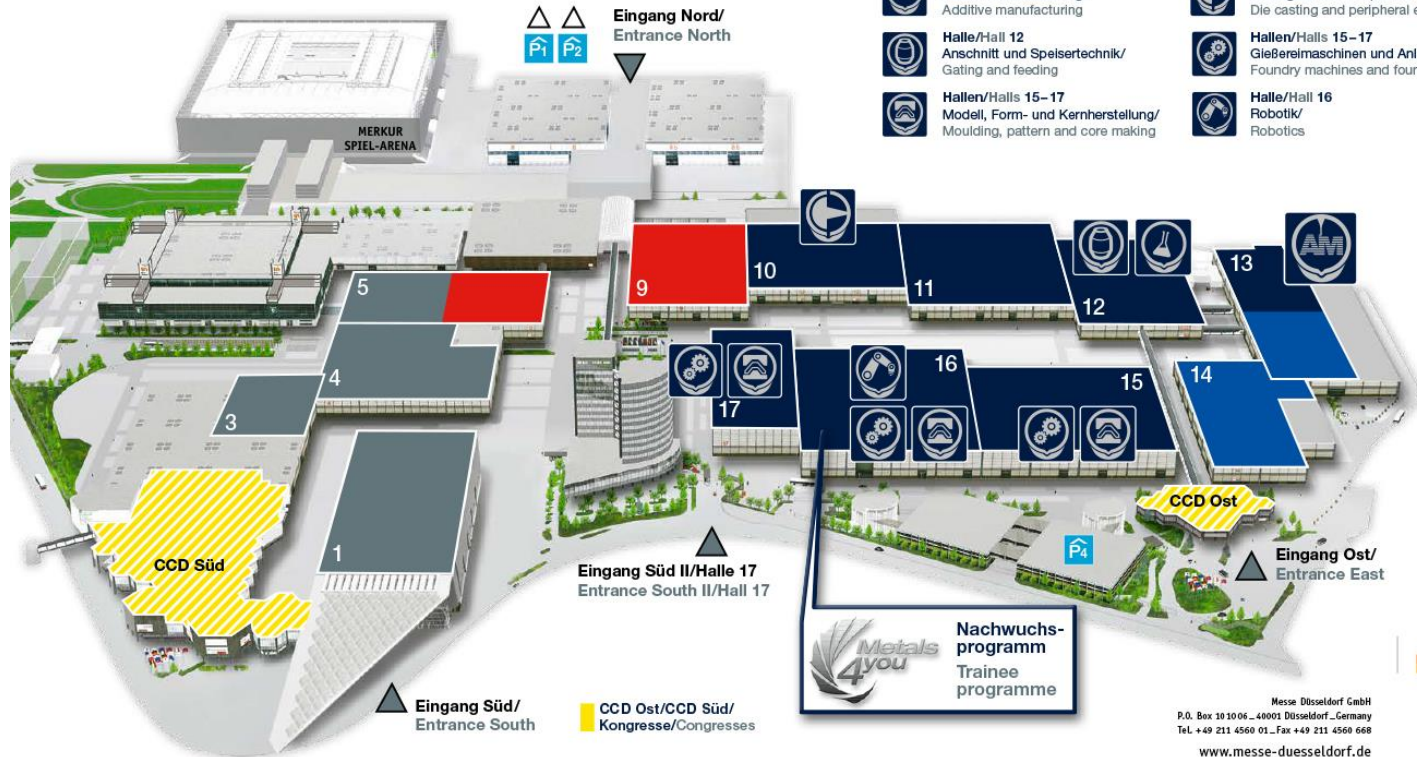 Additive manufacturing
Die casting and peripheral
Halle/Hall 12
Anschnitt und Speisertechnik/
Gating and feeding
Hallen/Halls 15–17
Gießereimaschinen und
Foundry machines and
Hallen/Halls 15–17
Modell, Form- und Kernherstellung/
Moulding, pattern and core making
Halle/Hall 16
Robotik/
Robotics
Eingang Nord/
Entrance North
P1 P2
MERKUR
SPIEL-ARENA
AM
5
9
10
11
12
13
4
3
17
16
15
14
1
CCD Süd
CCD Ost
P4
Eingang Süd II/Halle 17
Entrance South II/Hall 17
Eingang Ost/
Entrance East
Metals
4you
Nachwuchs-
programm
Trainee
programme
Eingang Süd/
Entrance South
CCD Ost/CCD Süd/
Kongresse/Congresses
Messe Düsseldorf GmbH
P.O. Box 10 10 06 _ 40001 Düsseldorf _ Germany
Tel. +49 211 4560 01 _ Fax +49 211 4560 668
www.messe-duesseldorf.de